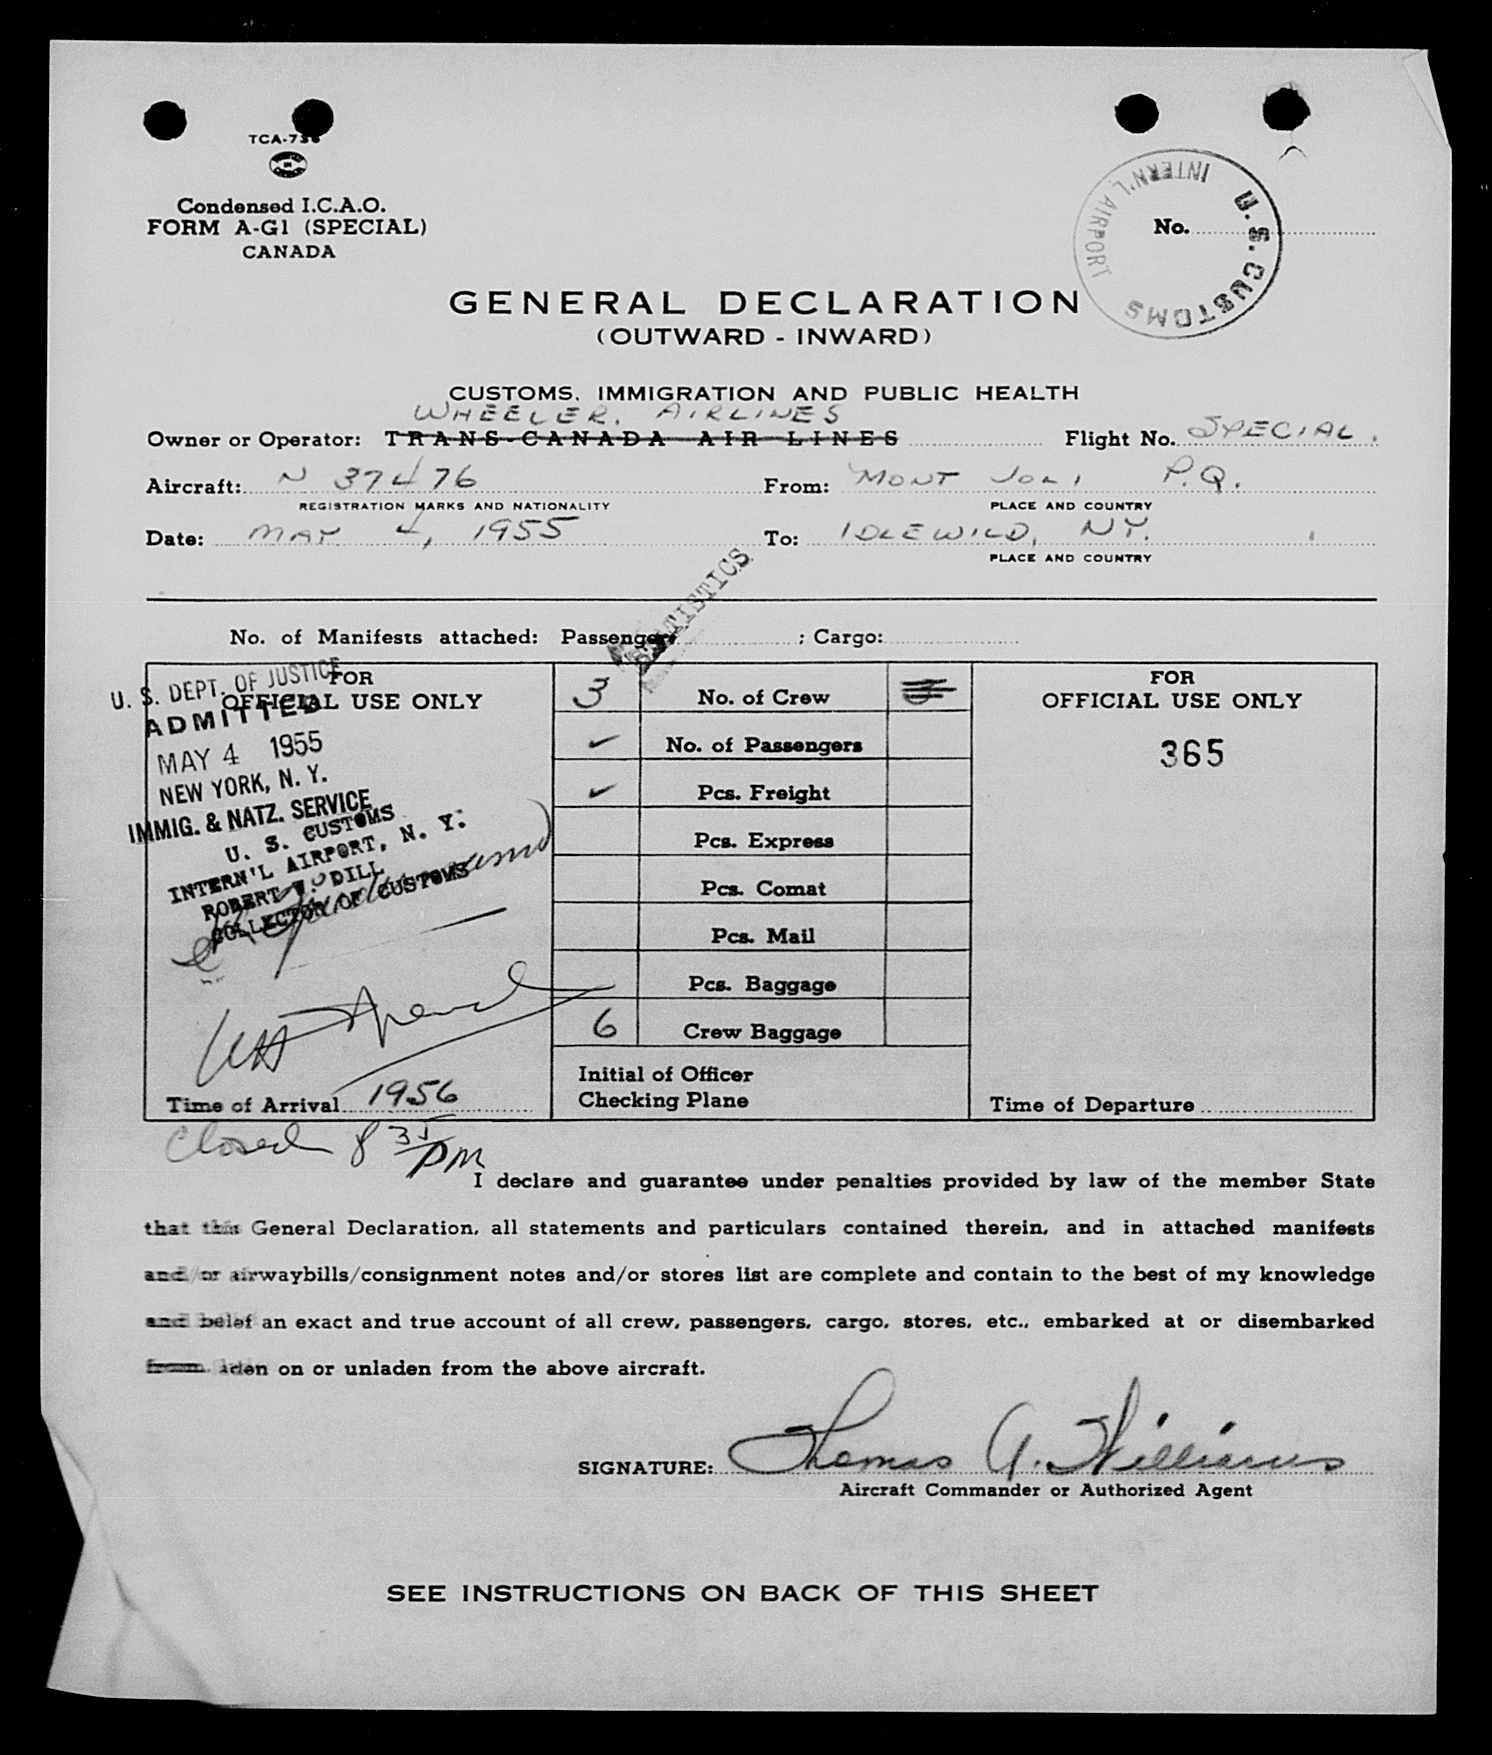 TCA-73
Condensed I.C.A.O.
FORM A-G1 (SPECIAL)
CANADA
No.
U.S. CUSTOMS
INTERN'L AIRPORT
GENERAL DECLARATION
(OUTWARD - INWARD)
CUSTOMS, IMMIGRATION AND PUBLIC HEALTH
WHEELER. AIRLINES
Owner or Operator: TRANS-CANADA AIR LINES Flight No. SPECIAL.
Aircraft: N 37476 From: MONT JOLI P.Q.
REGISTRATION MARKS AND NATIONALITY PLACE AND COUNTRY
Date: MAY 4, 1955 To: IDLEWILD, NY.
PLACE AND COUNTRY
STATISTICS
No. of Manifests attached: Passengers ; Cargo:
FOR
OFFICIAL USE ONLY
U. S. DEPT. OF JUSTICE
ADMITTED
MAY 4 1955
NEW YORK, N. Y.
IMMIG. & NATZ. SERVICE
U. S. CUSTOMS
INTERN'L AIRPORT, N. Y.
ROBERT W. DILL
COLLECTOR OF CUSTOMS
Time of Arrival 1956
3 No. of Crew
✓ No. of Passengers
✓ Pcs. Freight
Pcs. Express
Pcs. Comat
Pcs. Mail
Pcs. Baggage
6 Crew Baggage
Initial of Officer
Checking Plane
FOR
OFFICIAL USE ONLY
365
Time of Departure
Closed 8 35 PM
I declare and guarantee under penalties provided by law of the member State
that this General Declaration, all statements and particulars contained therein, and in attached manifests
and/or airwaybills/consignment notes and/or stores list are complete and contain to the best of my knowledge
and belef an exact and true account of all crew, passengers, cargo, stores, etc., embarked at or disembarked
from, laden on or unladen from the above aircraft.
SIGNATURE: Thomas A. Williams
Aircraft Commander or Authorized Agent
SEE INSTRUCTIONS ON BACK OF THIS SHEET